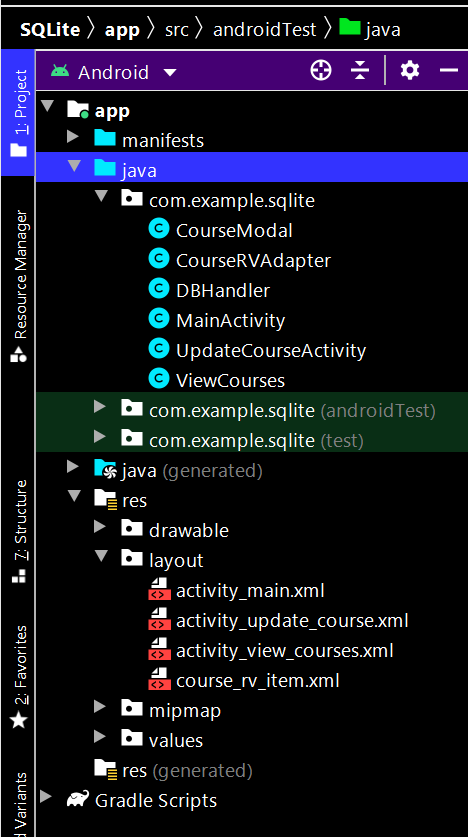 SQLite app src androidTest java
Android
1: Project
app
manifests
java
com.example.sqlite
CourseModal
CourseRVAdapter
DBHandler
MainActivity
UpdateCourseActivity
ViewCourses
com.example.sqlite (androidTest)
com.example.sqlite (test)
java (generated)
res
drawable
layout
activity_main.xml
activity_update_course.xml
activity_view_courses.xml
course_rv_item.xml
mipmap
values
res (generated)
Gradle Scripts
Resource Manager
7: Structure
2: Favorites
d Variants